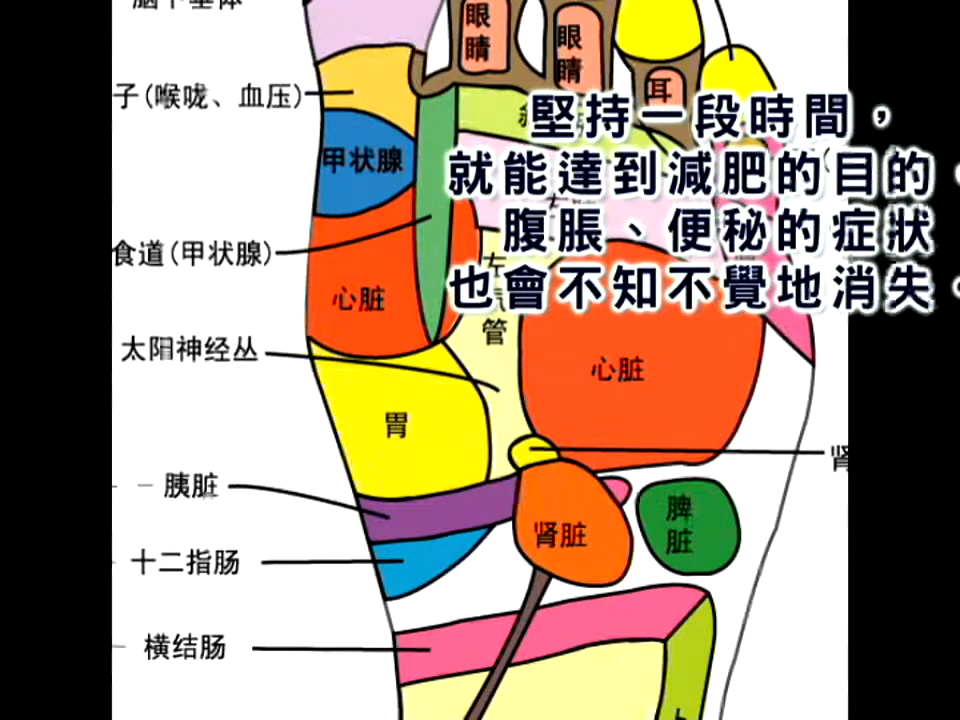 眼睛
眼睛
耳
子(喉咙、血压)
堅持一段時間，
就能達到減肥的目的，
腹脹、便秘的症狀
也會不知不覺地消失。
甲状腺
食道(甲状腺)
左
管
心脏
太阳神经丛
心脏
胃
肾
胰脏
脾脏
肾脏
十二指肠
横结肠